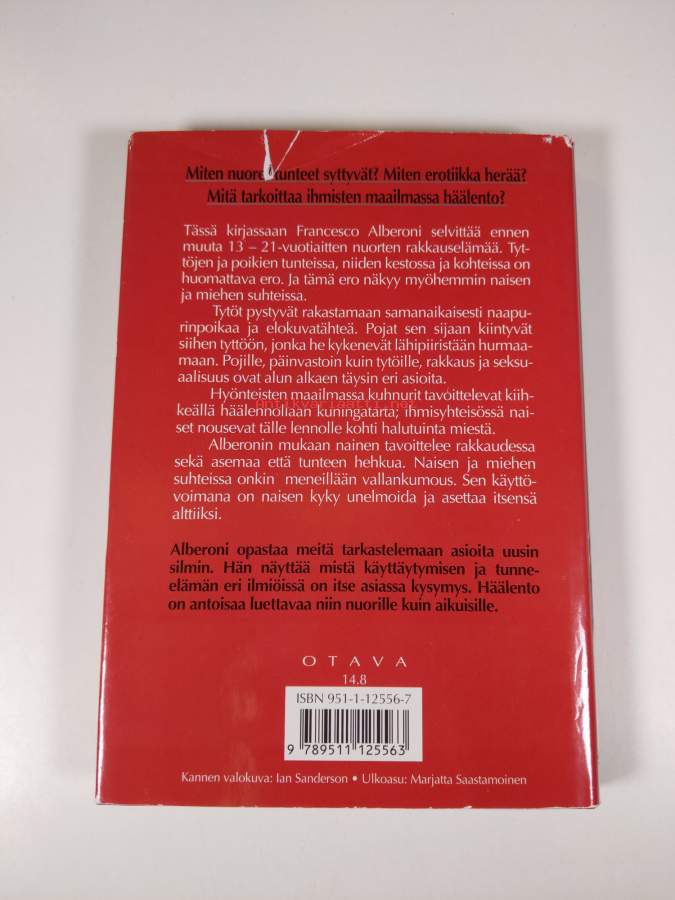 Miten nuoret tunteet syttyvät? Miten erotiikka herää?
Mitä tarkoittaa ihmisten maailmassa häälento?
Tässä kirjassaan Francesco Alberoni selvittää ennen
muuta 13 – 21-vuotiaitten nuorten rakkauselämää. Tyt-
töjen ja poikien tunteissa, niiden kestossa ja kohteissa on
huomattava ero. Ja tämä ero näkyy myöhemmin naisen
ja miehen suhteissa.
Tytöt pystyvät rakastamaan samanaikaisesti naapu-
rinpoikaa ja elokuvatähteä. Pojat sen sijaan kiintyvät
siihen tyttöön, jonka he kykenevät lähipiiristään hurmaa-
maan. Pojille, päinvastoin kuin tytöille, rakkaus ja seksu-
aalisuus ovat alun alkaen täysin eri asioita.
Hyönteisten maailmassa kuhnurit tavoittelevat kiih-
keällä häälennollaan kuningatarta; ihmisyhteisössä nai-
set nousevat tälle lennolle kohti halutuinta miestä.
Alberonin mukaan nainen tavoittelee rakkaudessa
sekä asemaa että tunteen hehkua. Naisen ja miehen
suhteissa onkin meneillään vallankumous. Sen käyttö-
voimana on naisen kyky unelmoida ja asettaa itsensä
alttiiksi.
Alberoni opastaa meitä tarkastelemaan asioita uusin
silmin. Hän näyttää mistä käyttäytymisen ja tunne-
elämän eri ilmiöissä on itse asiassa kysymys. Häälento
on antoisaa luettavaa niin nuorille kuin aikuisille.
OTAVA
14.8
ISBN 951-1-12556-7
9 789511 125563
Kannen valokuva: Ian Sanderson • Ulkoasu: Marjatta Saastamoinen